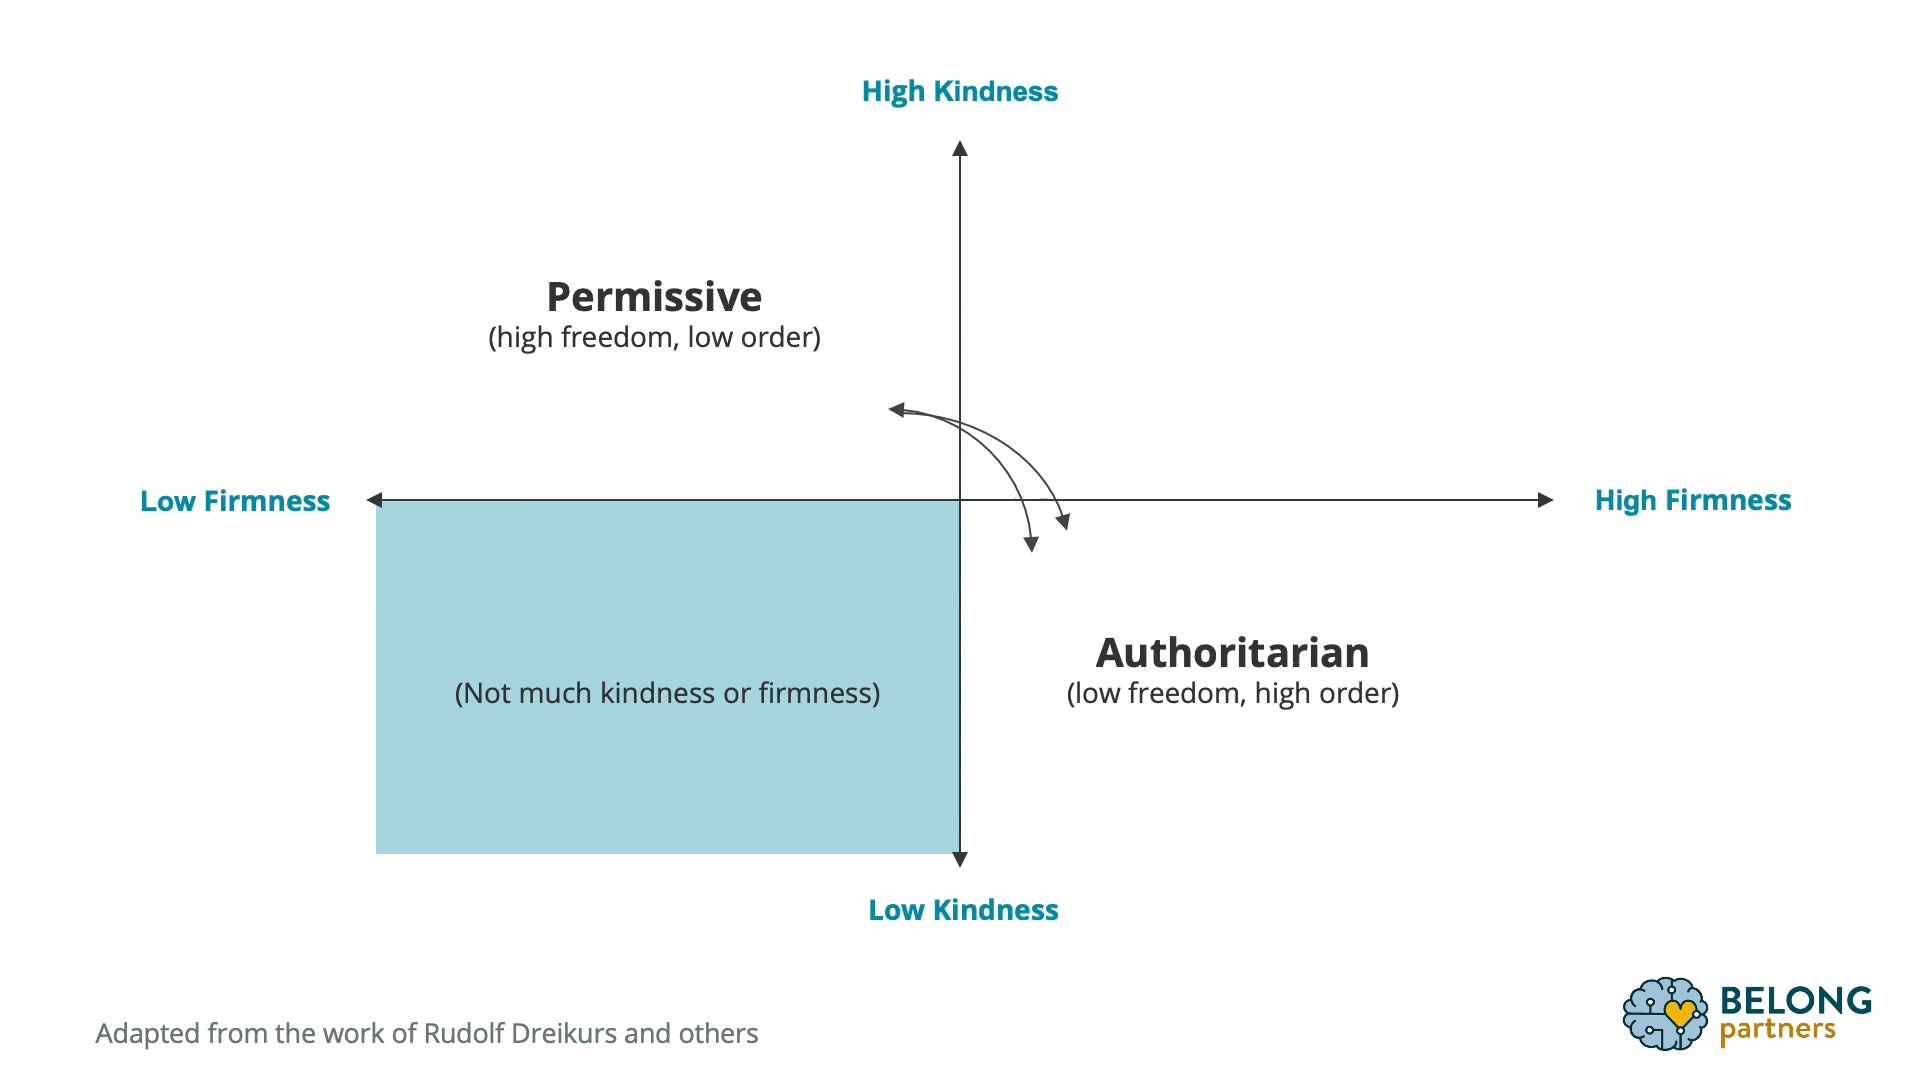 High Kindness
Permissive
(high freedom, low order)
Low Firmness
High Firmness
Authoritarian
(Not much kindness or firmness)
(low freedom, high order)
Low Kindness
Adapted from the work of Rudolf Dreikurs and others
BELONG
partners